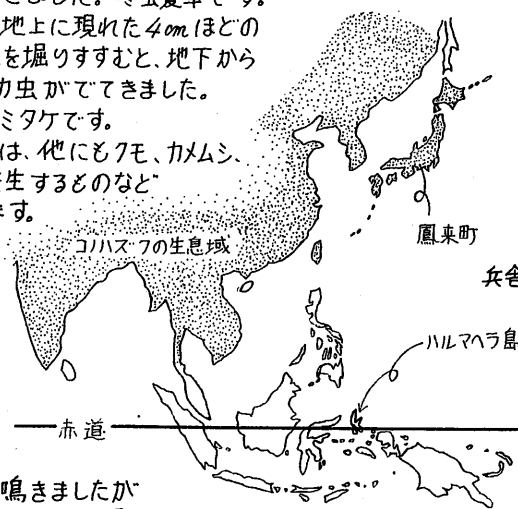 地上に現れた4cmほどの
を掘りすすむと、地下から
虫がでてきました。
ミタケです。
は、他にもクモ、カメムシ、
生するものなど
ます。
コノハズクの生息域
鳳来町
ハルマヘラ島
赤道
鳴きましたが